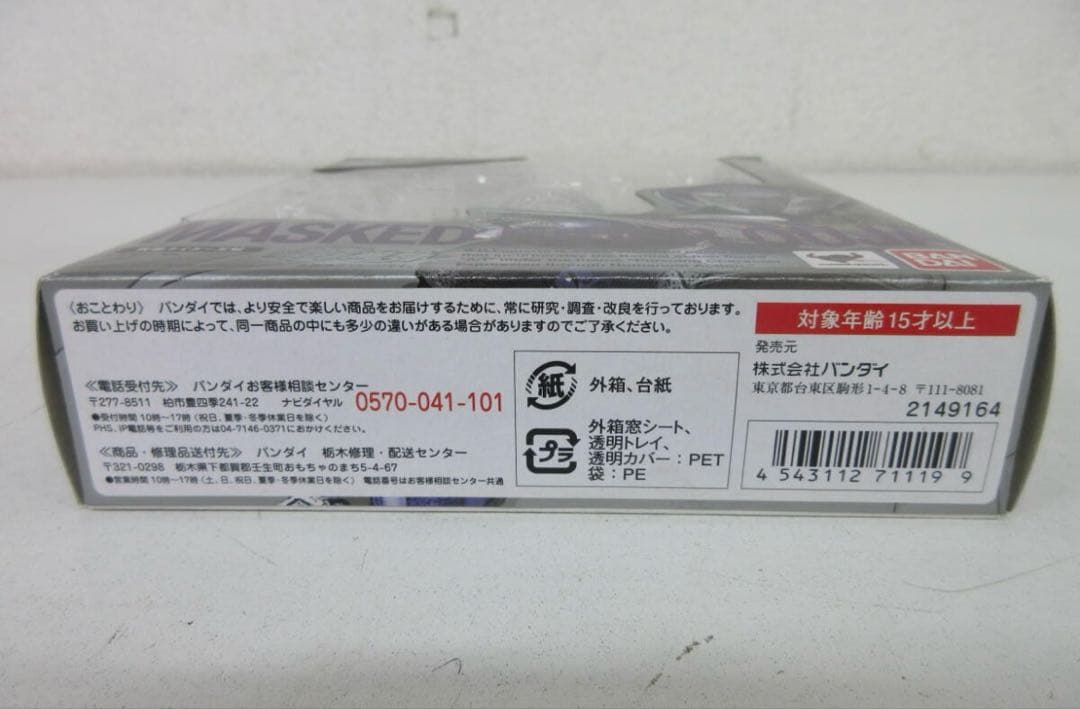 MASKED
BAN
DAI
《おことわり》 バンダイでは、より安全で楽しい商品をお届けするために、常に研究・調査・改良を行っております。
お買い上げの時期によって、同一商品の中にも多少の違いがある場合がありますのでご了承ください。
≪電話受付先≫ バンダイお客様相談センター
〒277-8511 柏市豊四季241-22 ナビダイヤル 0570-041-101
●受付時間 10時〜17時 (祝日、夏季・冬季休業日を除く)
PHS、IP電話等をご利用の方は04-7146-0371におかけください。
≪商品・修理品送付先≫ バンダイ 栃木修理・配送センター
〒321-0298 栃木県下都賀郡壬生町おもちゃのまち5-4-67
●営業時間 10時〜17時 (土、日、祝日、夏季・冬季休業日を除く) 電話番号はお客様相談センター共通
紙 外箱、台紙
プラ
外箱窓シート、
透明トレイ、
透明カバー：PET
袋：PE
対象年齢 15才以上
発売元
株式会社バンダイ
東京都台東区駒形1-4-8 〒111-8081
2149164
4 543112 711199